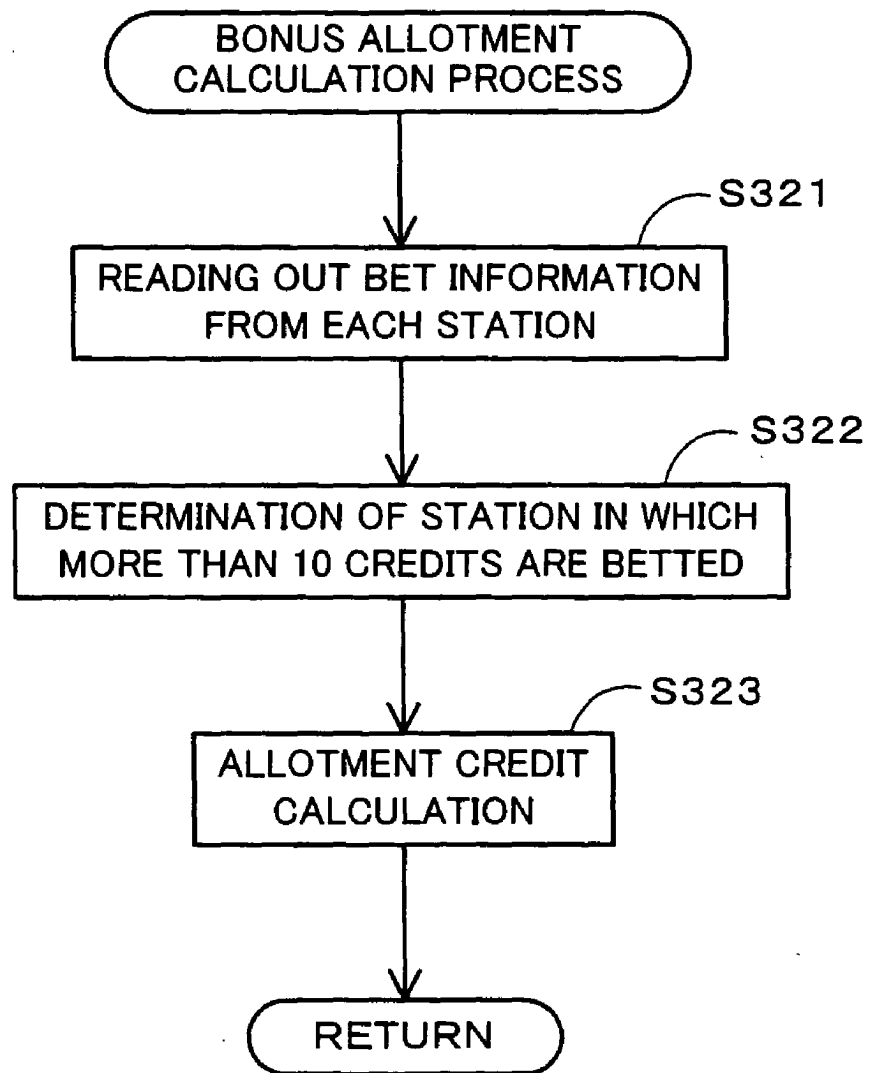 BONUS ALLOTMENT
CALCULATION PROCESS
S321
READING OUT BET INFORMATION
FROM EACH STATION
S322
DETERMINATION OF STATION IN WHICH
MORE THAN 10 CREDITS ARE BETTED
S323
ALLOTMENT CREDIT
CALCULATION
RETURN